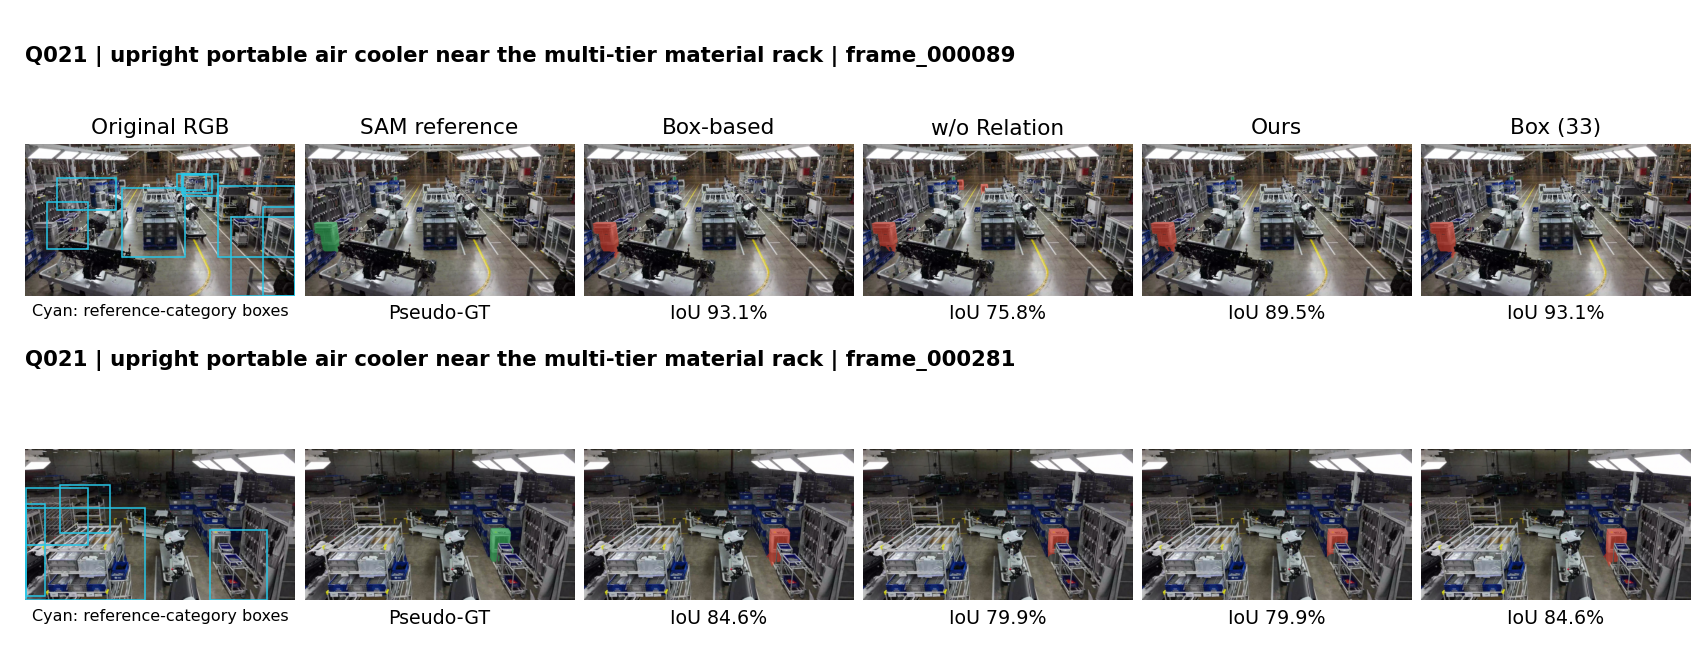 Q021 | upright portable air cooler near the multi-tier material rack | frame_000089
Original RGB
SAM reference
Box-based
w/o Relation
Ours
Box (33)
Cyan: reference-category boxes
Pseudo-GT
IoU 93.1%
IoU 75.8%
IoU 89.5%
IoU 93.1%
Q021 | upright portable air cooler near the multi-tier material rack | frame_000281
Cyan: reference-category boxes
Pseudo-GT
IoU 84.6%
IoU 79.9%
IoU 79.9%
IoU 84.6%